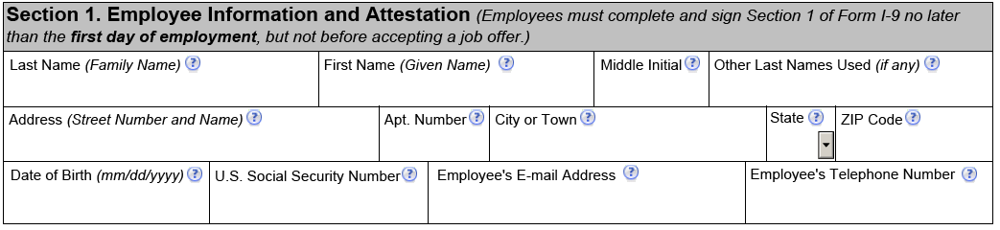 Section 1. Employee Information and Attestation (Employees must complete and sign Section 1 of Form I-9 no later
than the first day of employment, but not before accepting a job offer.)
Last Name (Family Name) ? First Name (Given Name) ? Middle Initial ? Other Last Names Used (if any) ?
Address (Street Number and Name) ? Apt. Number ? City or Town ? State ? ZIP Code ?
Date of Birth (mm/dd/yyyy) ? U.S. Social Security Number ? Employee's E-mail Address ? Employee's Telephone Number ?